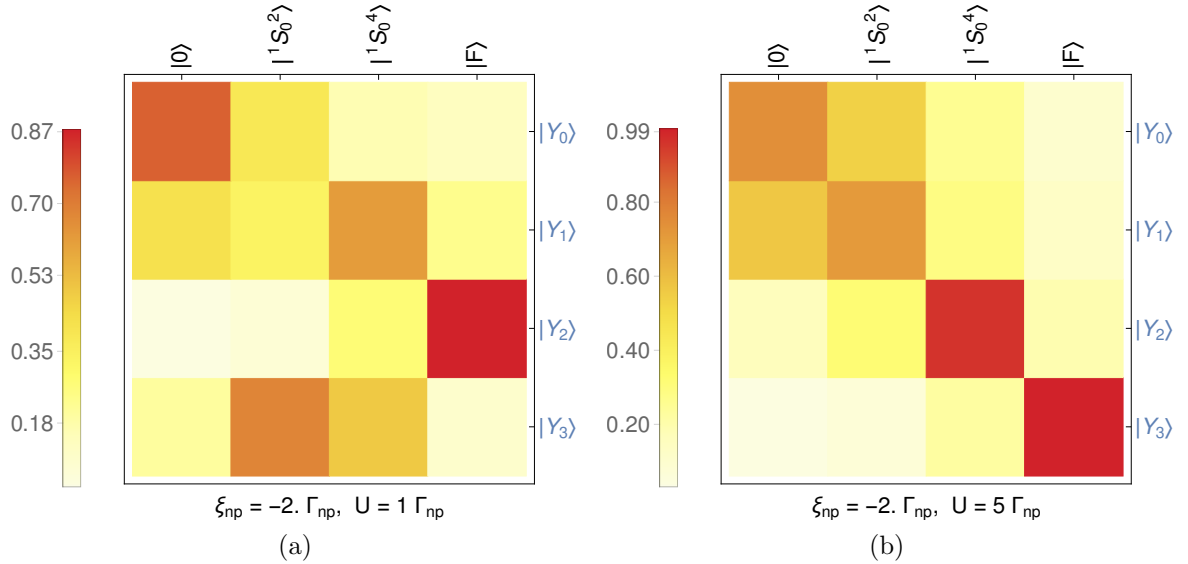 |0⟩ |¹S₀²⟩ |¹S₀⁴⟩ |F⟩
0.87
0.70
0.53
0.35
0.18
|Y₀⟩
|Y₁⟩
|Y₂⟩
|Y₃⟩
ξnp = −2. Γnp, U = 1 Γnp
(a)
|0⟩ |¹S₀²⟩ |¹S₀⁴⟩ |F⟩
0.99
0.80
0.60
0.40
0.20
|Y₀⟩
|Y₁⟩
|Y₂⟩
|Y₃⟩
ξnp = −2. Γnp, U = 5 Γnp
(b)